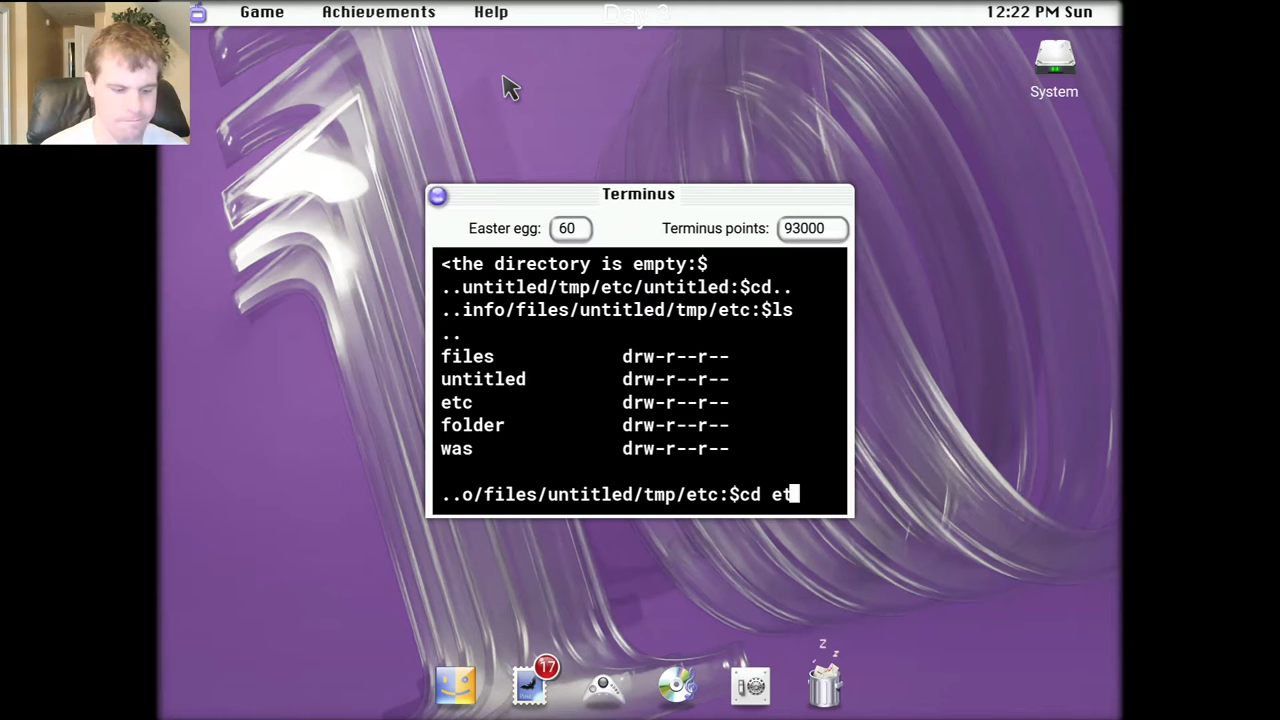 Game Achievements Help Day 3 12:22 PM Sun
System
Terminus
Easter egg: 60 Terminus points: 93000
<the directory is empty:$
..untitled/tmp/etc/untitled:$cd..
..info/files/untitled/tmp/etc:$ls
..
files drw-r--r--
untitled drw-r--r--
etc drw-r--r--
folder drw-r--r--
was drw-r--r--
..o/files/untitled/tmp/etc:$cd et
z
z
z
17